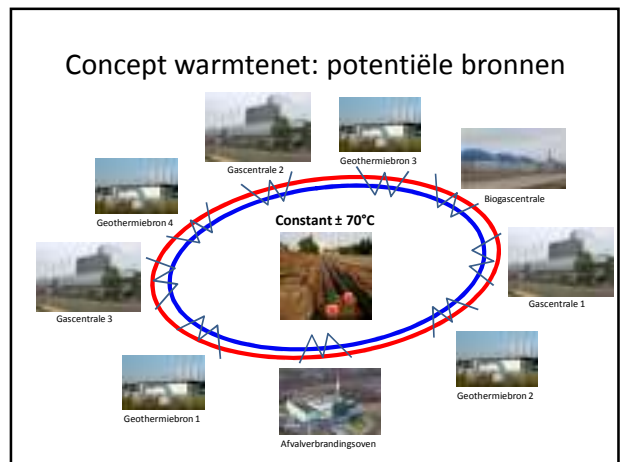 Concept warmtenet: potentiële bronnen
Gascentrale 2
Geothermiebron 3
Biogascentrale
Geothermiebron 4
Constant ± 70°C
Gascentrale 3
Gascentrale 1
Geothermiebron 1
Geothermiebron 2
Afvalverbrandingsoven